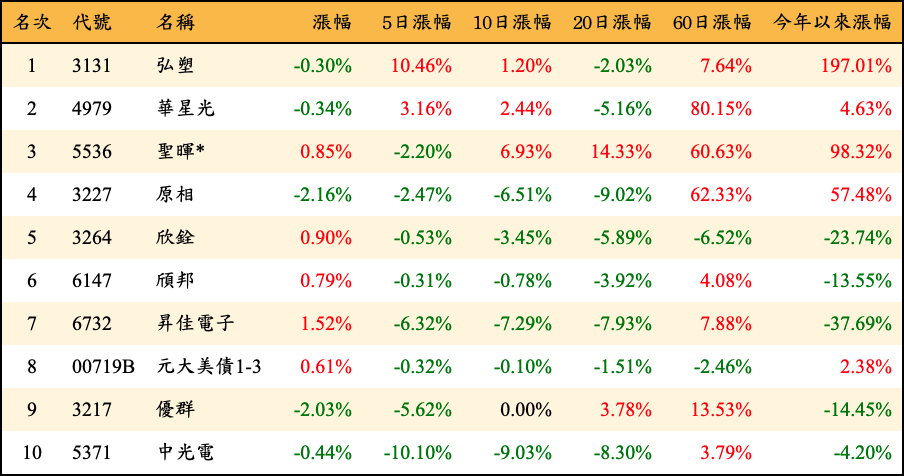 名次 代號 名稱 漲幅 5日漲幅 10日漲幅 20日漲幅 60日漲幅 今年以來漲幅
1 3131 弘塑 -0.30% 10.46% 1.20% -2.03% 7.64% 197.01%
2 4979 華星光 -0.34% 3.16% 2.44% -5.16% 80.15% 4.63%
3 5536 聖暉* 0.85% -2.20% 6.93% 14.33% 60.63% 98.32%
4 3227 原相 -2.16% -2.47% -6.51% -9.02% 62.33% 57.48%
5 3264 欣銓 0.90% -0.53% -3.45% -5.89% -6.52% -23.74%
6 6147 頎邦 0.79% -0.31% -0.78% -3.92% 4.08% -13.55%
7 6732 昇佳電子 1.52% -6.32% -7.29% -7.93% 7.88% -37.69%
8 00719B 元大美債1-3 0.61% -0.32% -0.10% -1.51% -2.46% 2.38%
9 3217 優群 -2.03% -5.62% 0.00% 3.78% 13.53% -14.45%
10 5371 中光電 -0.44% -10.10% -9.03% -8.30% 3.79% -4.20%